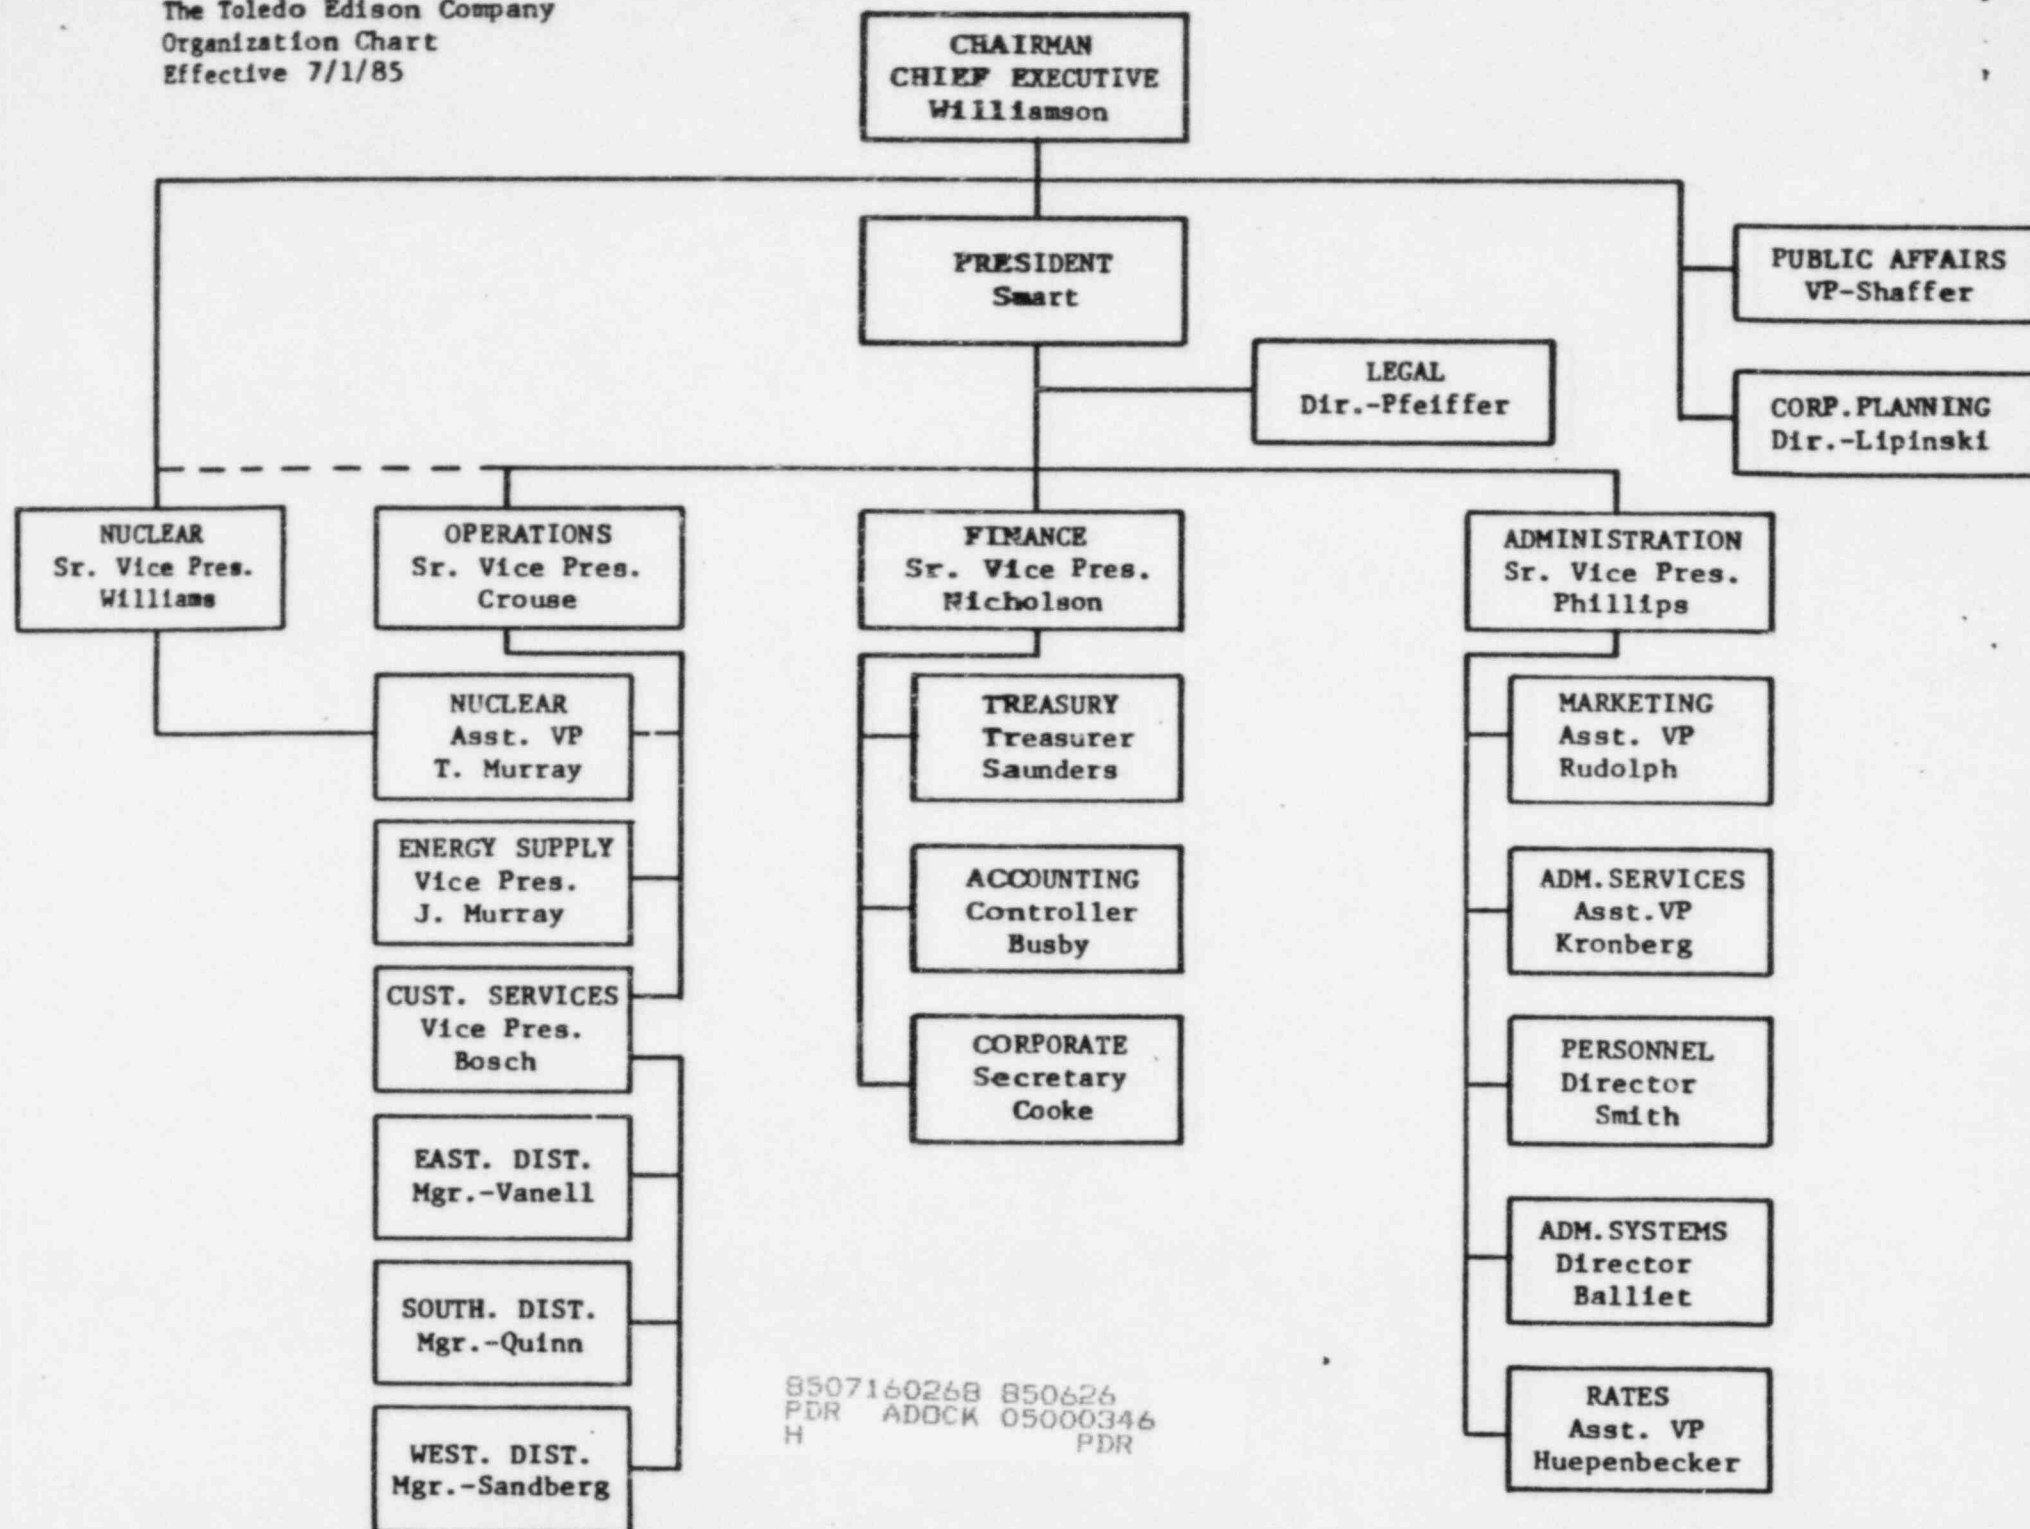 The Toledo Edison Company
Organization Chart
Effective 7/1/85
CHAIRMAN
CHIEF EXECUTIVE
Williamson
PRESIDENT
Smart
PUBLIC AFFAIRS
VP-Shaffer
LEGAL
Dir.-Pfeiffer
CORP.PLANNING
Dir.-Lipinski
NUCLEAR
Sr. Vice Pres.
Williams
OPERATIONS
Sr. Vice Pres.
Crouse
FINANCE
Sr. Vice Pres.
Nicholson
ADMINISTRATION
Sr. Vice Pres.
Phillips
NUCLEAR
Asst. VP
T. Murray
ENERGY SUPPLY
Vice Pres.
J. Murray
CUST. SERVICES
Vice Pres.
Bosch
EAST. DIST.
Mgr.-Vanell
SOUTH. DIST.
Mgr.-Quinn
WEST. DIST.
Mgr.-Sandberg
TREASURY
Treasurer
Saunders
ACCOUNTING
Controller
Busby
CORPORATE
Secretary
Cooke
MARKETING
Asst. VP
Rudolph
ADM.SERVICES
Asst.VP
Kronberg
PERSONNEL
Director
Smith
ADM.SYSTEMS
Director
Balliet
RATES
Asst. VP
Huepenbecker
8507160268 850626
PDR ADOCK 05000346
H PDR